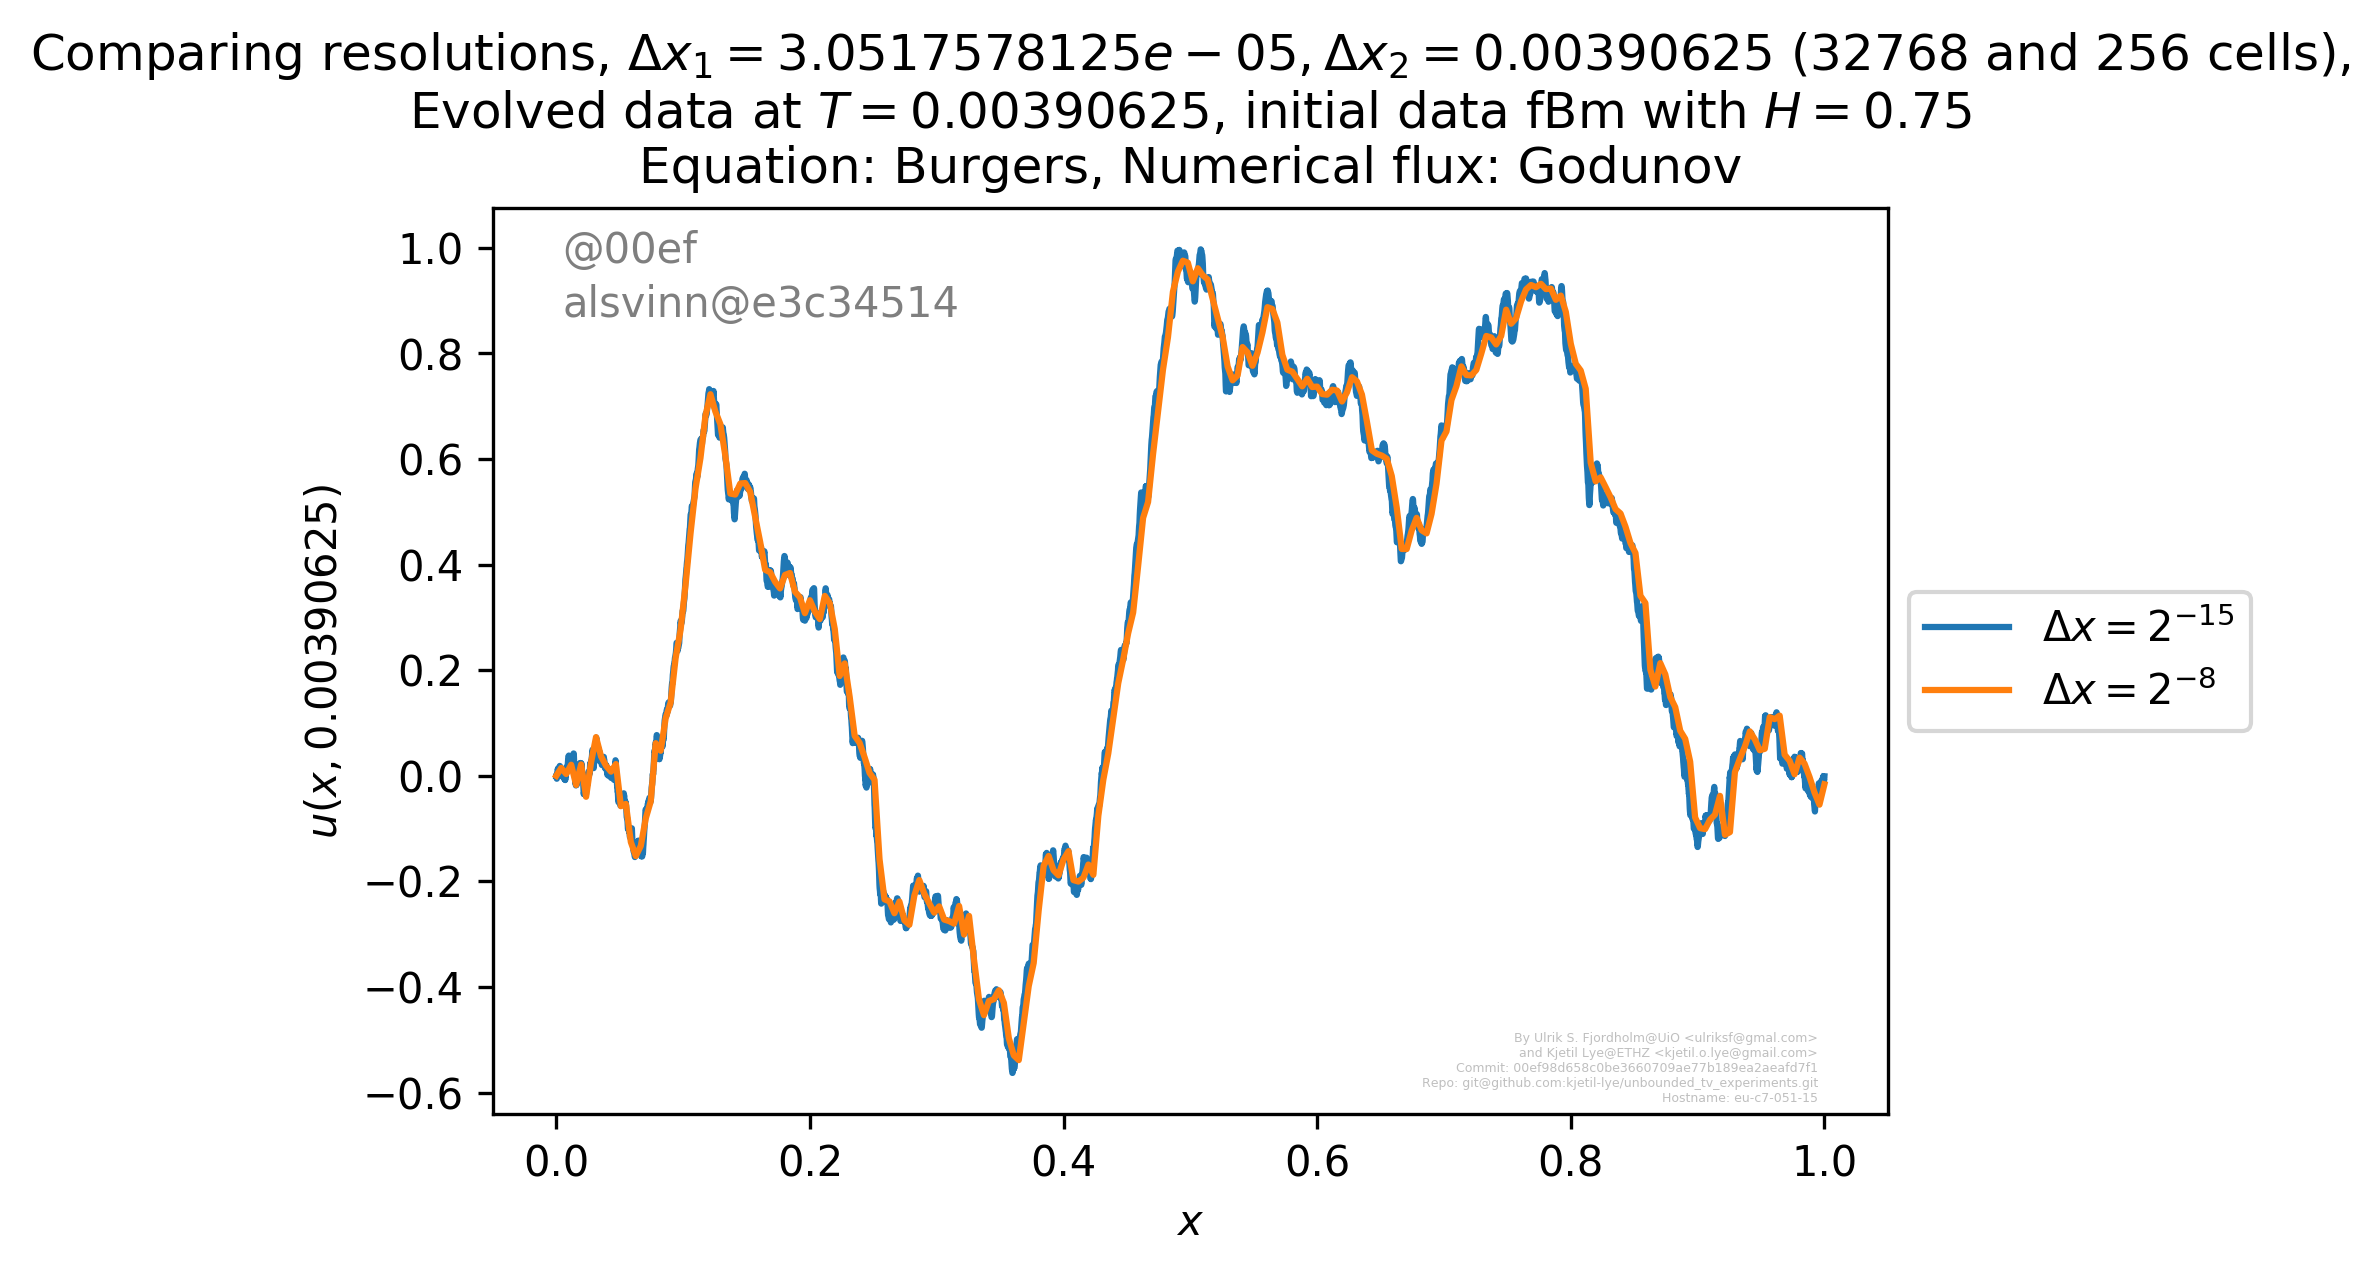 Comparing resolutions, Δx₁ = 3.0517578125e − 05, Δx₂ = 0.00390625 (32768 and 256 cells),
Evolved data at T = 0.00390625, initial data fBm with H = 0.75
Equation: Burgers, Numerical flux: Godunov
@00ef
alsvinn@e3c34514
1.0
0.8
0.6
0.4
0.2
0.0
−0.2
−0.4
−0.6
u(x, 0.00390625)
Δx = 2⁻¹⁵
Δx = 2⁻⁸
By Ulrik S. Fjordholm@UiO <ulriksf@gmal.com>
and Kjetil Lye@ETHZ <kjetil.o.lye@gmail.com>
Commit: 00ef98d658c0be3660709ae77b189ea2aeafd7f1
Repo: git@github.com:kjetil-lye/unbounded_tv_experiments.git
Hostname: eu-c7-051-15
0.0 0.2 0.4 0.6 0.8 1.0
x